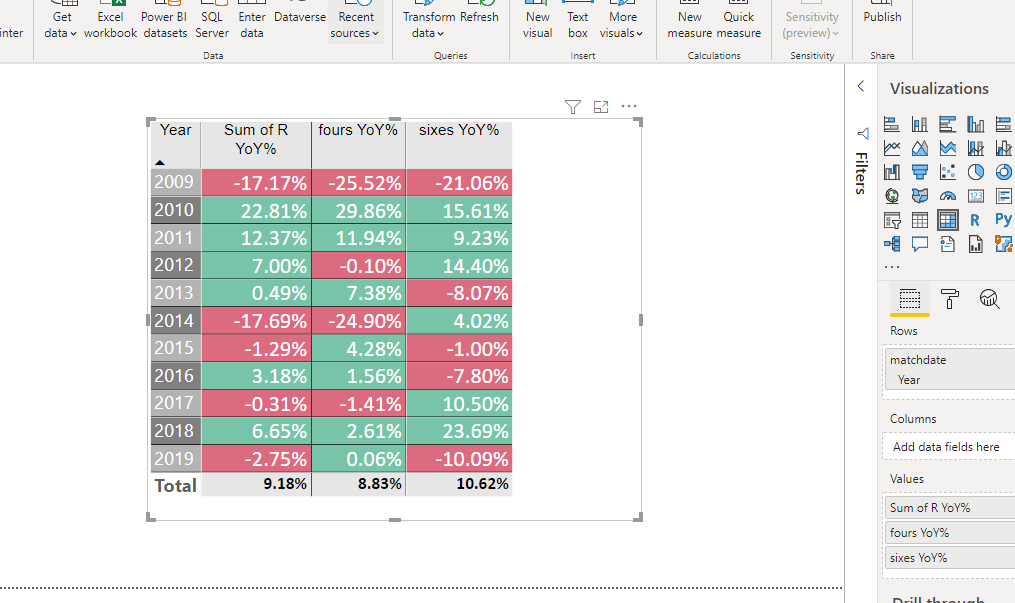 Get Excel Power BI SQL Enter Dataverse Recent Transform Refresh New Text More New Quick Sensitivity Publish
inter data workbook datasets Server data sources data visual box visuals measure measure (preview)
Data Queries Insert Calculations Sensitivity Share
Visualizations
Filters
Year Sum of R YoY% fours YoY% sixes YoY%
2009 -17.17% -25.52% -21.06%
2010 22.81% 29.86% 15.61%
2011 12.37% 11.94% 9.23%
2012 7.00% -0.10% 14.40%
2013 0.49% 7.38% -8.07%
2014 -17.69% -24.90% 4.02%
2015 -1.29% 4.28% -1.00%
2016 3.18% 1.56% -7.80%
2017 -0.31% -1.41% 10.50%
2018 6.65% 2.61% 23.69%
2019 -2.75% 0.06% -10.09%
Total 9.18% 8.83% 10.62%
123
R Py
Rows
matchdate
Year
Columns
Add data fields here
Values
Sum of R YoY%
fours YoY%
sixes YoY%
Drill through